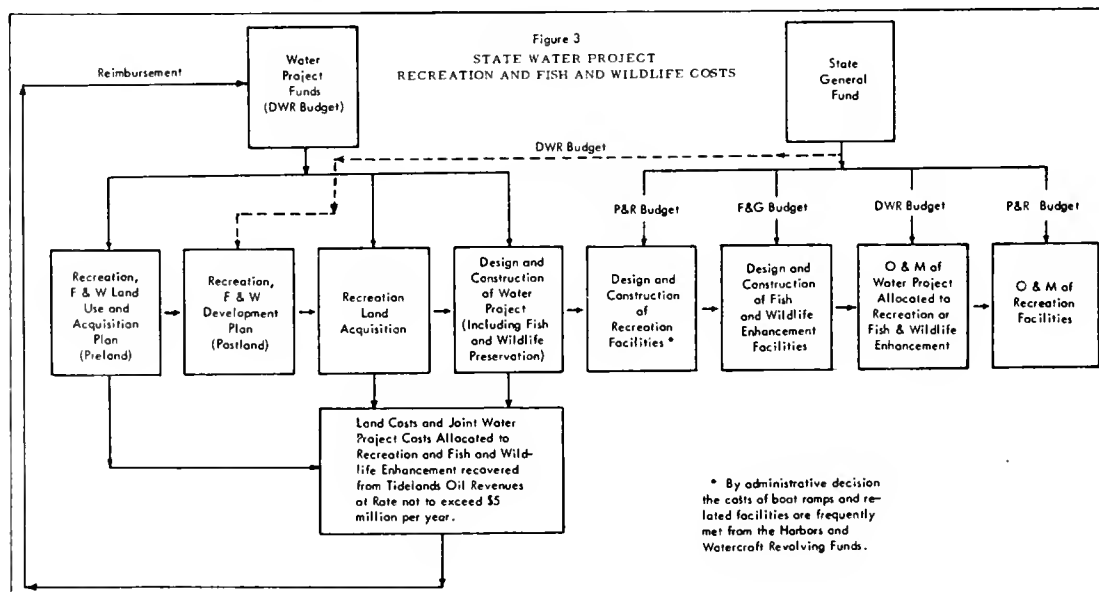 Figure 3
STATE WATER PROJECT
RECREATION AND FISH AND WILDLIFE COSTS
Reimbursement
Water
Project
Funds
(DWR Budget)
State
General
Fund
DWR Budget
P&R Budget
F&G Budget
DWR Budget
P&R Budget
Recreation,
F & W Land
Use and
Acquisition
Plan
(Preland)
Recreation,
F & W
Development
Plan
(Postland)
Recreation
Land
Acquisition
Design and
Construction
of Water
Project
(Including Fish
and Wildlife
Preservation)
Design and
Construction
of Recreation
Facilities*
Design and
Construction
of Fish
and Wildlife
Enhancement
Facilities
O & M of
Water Project
Allocated to
Recreation or
Fish & Wildlife
Enhancement
O & M of
Recreation
Facilities
Land Costs and Joint Water
Project Costs Allocated to
Recreation and Fish and Wild-
life Enhancement recovered
from Tidelands Oil Revenues
at Rate not to exceed $5
million per year.
* By administrative decision
the costs of boat ramps and re-
lated facilities are frequently
met from the Harbors and
Watercraft Revolving Funds.